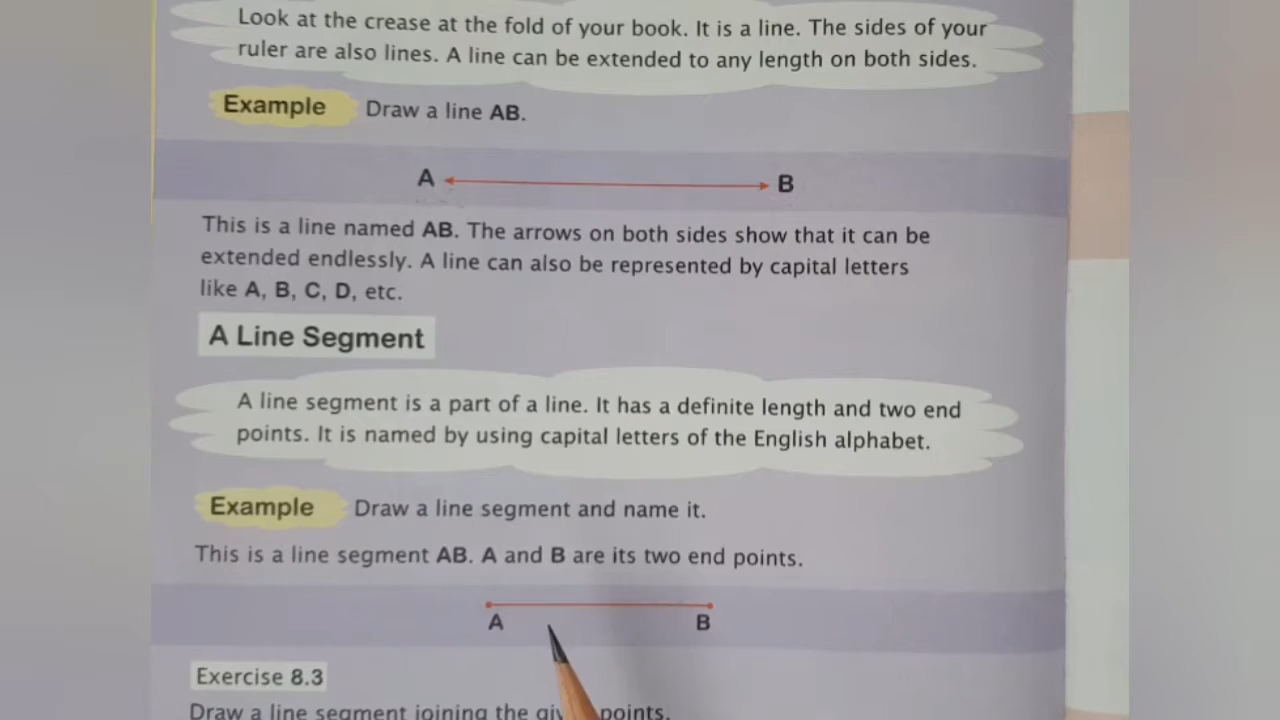 Look at the crease at the fold of your book. It is a line. The sides of your
ruler are also lines. A line can be extended to any length on both sides.
Example Draw a line AB.
A B
This is a line named AB. The arrows on both sides show that it can be
extended endlessly. A line can also be represented by capital letters
like A, B, C, D, etc.
A Line Segment
A line segment is a part of a line. It has a definite length and two end
points. It is named by using capital letters of the English alphabet.
Example Draw a line segment and name it.
This is a line segment AB. A and B are its two end points.
A B
Exercise 8.3
Draw a line segment joining the points.